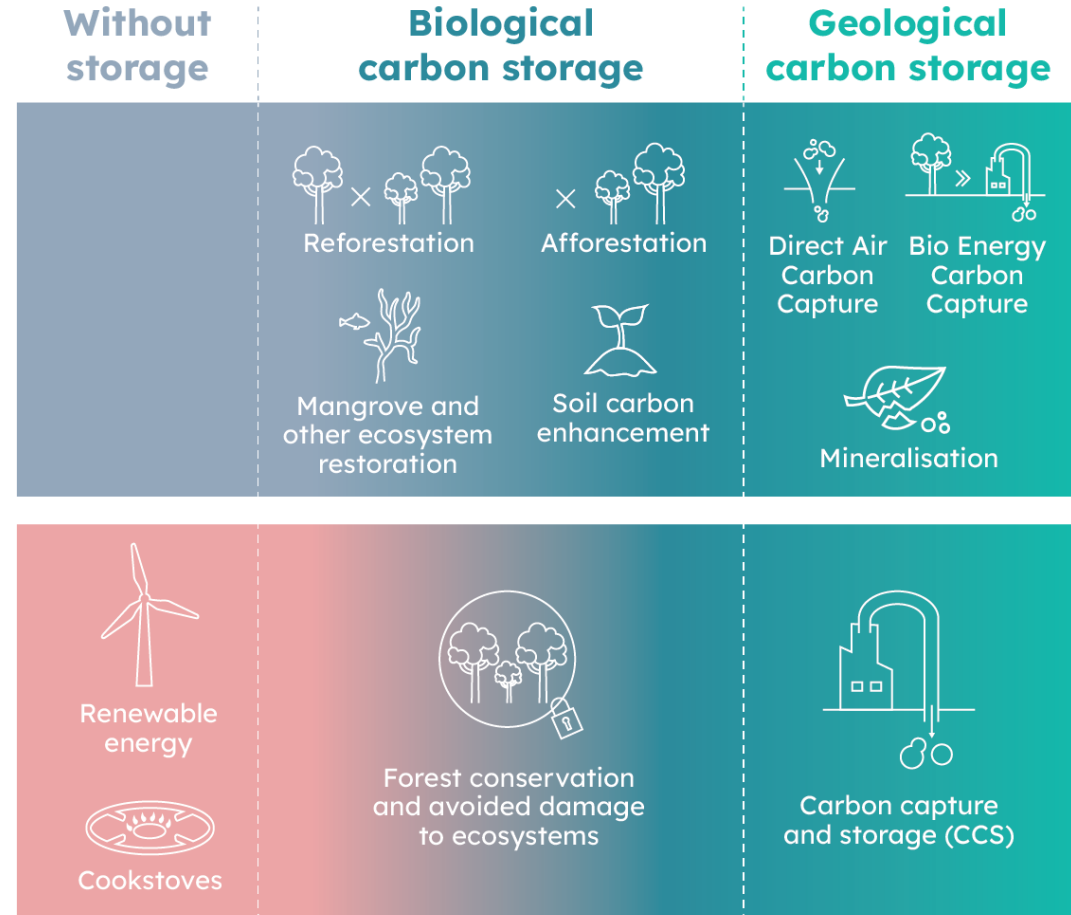 Without
storage
Biological
carbon storage
Geological
carbon storage
Reforestation
Afforestation
Direct Air
Carbon
Capture
Bio Energy
Carbon
Capture
Mangrove and
other ecosystem
restoration
Soil carbon
enhancement
Mineralisation
Renewable
energy
Cookstoves
Forest conservation
and avoided damage
to ecosystems
Carbon capture
and storage (CCS)